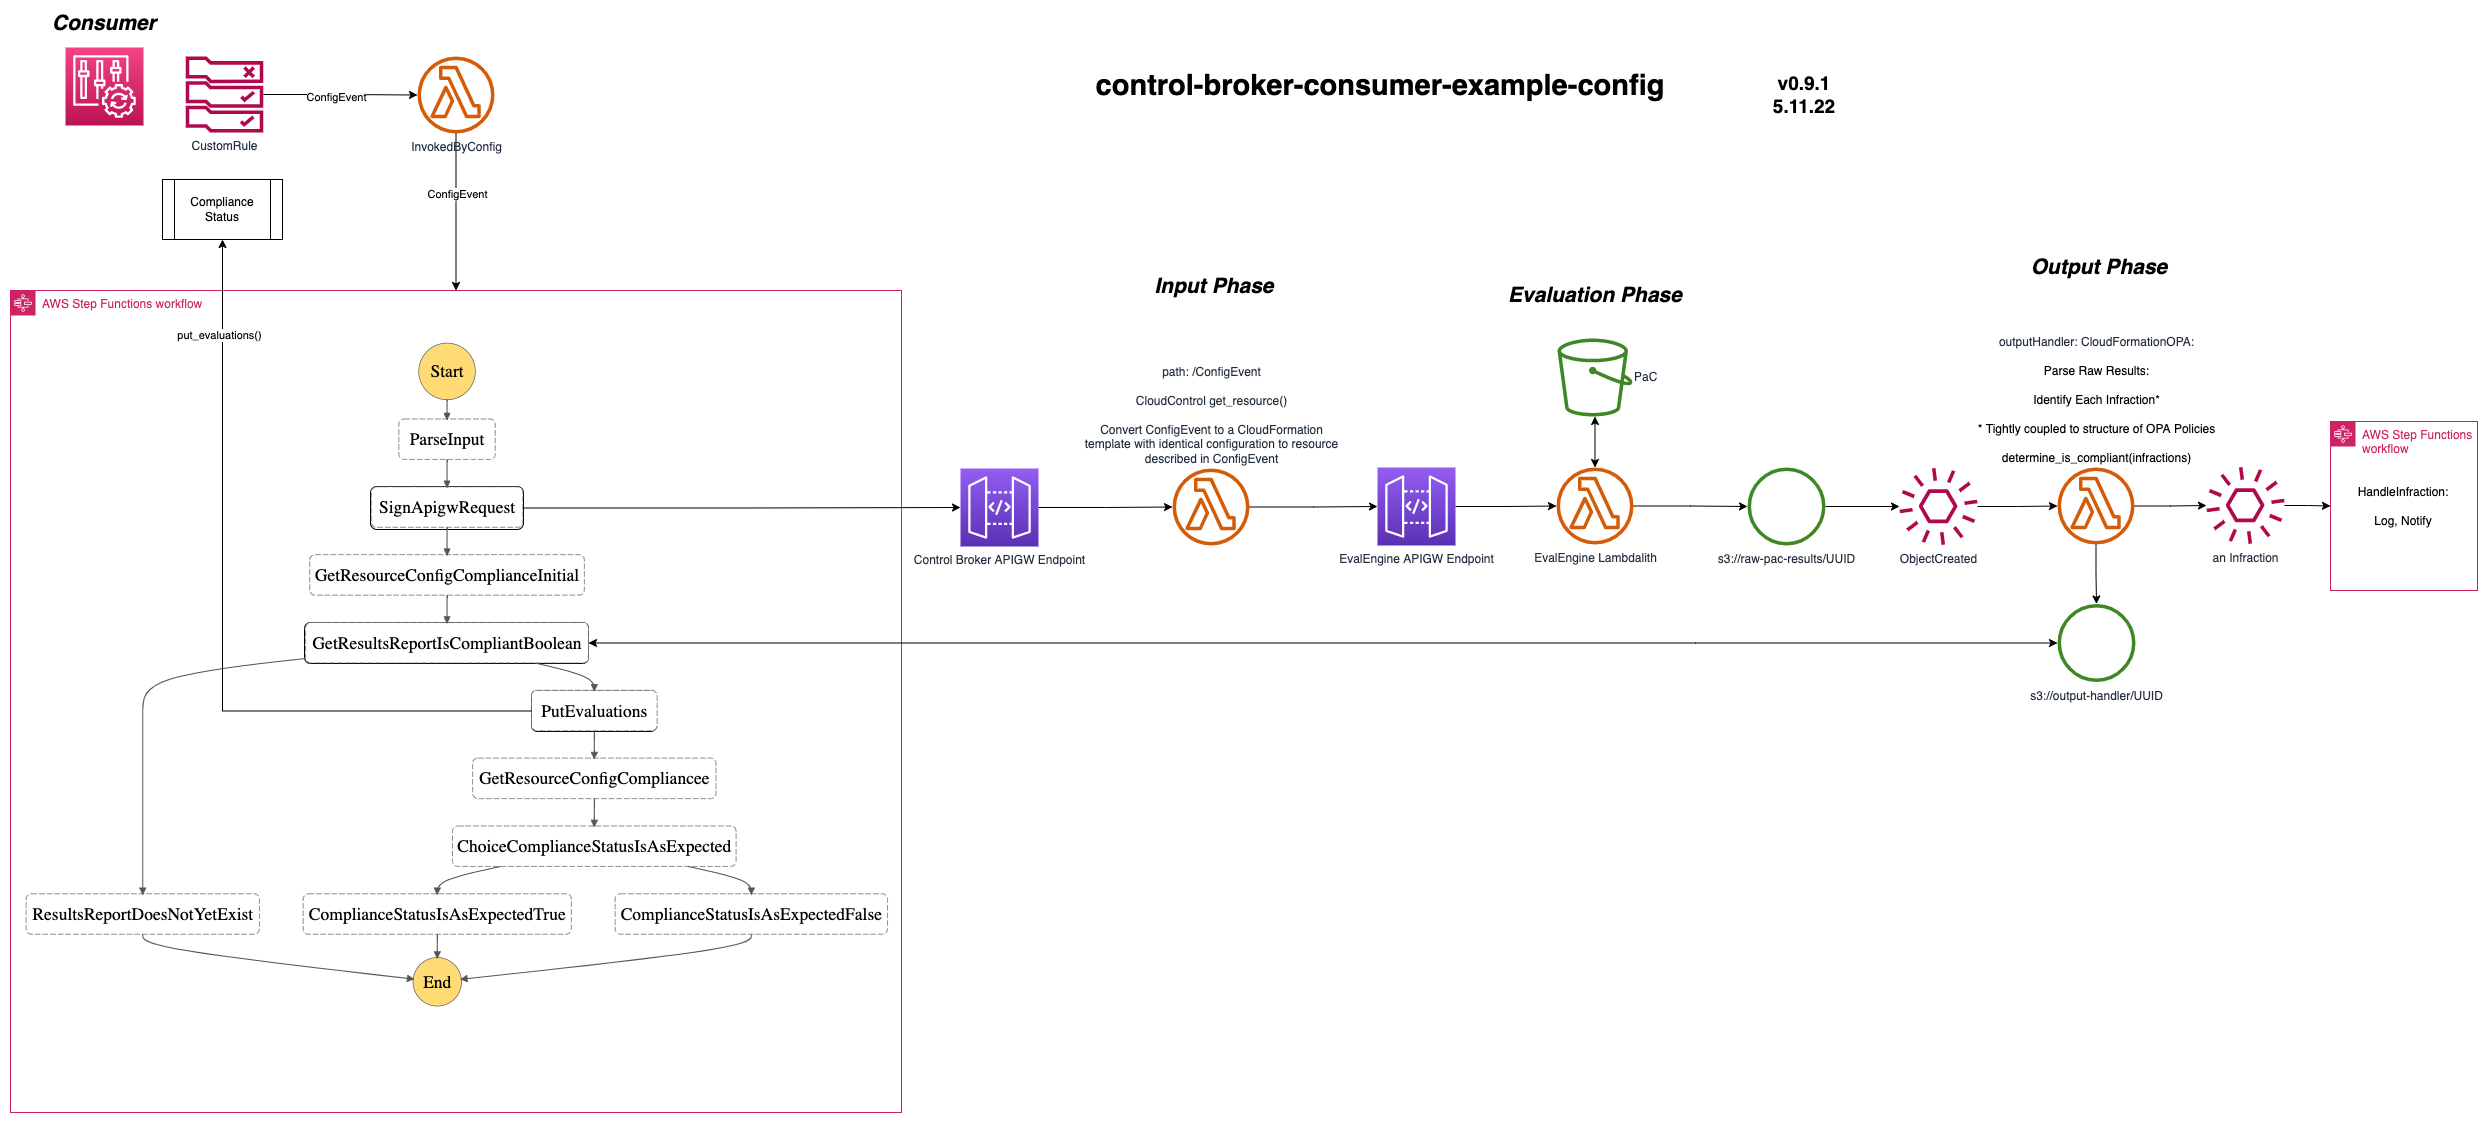 Consumer
control-broker-consumer-example-config
v0.9.1
5.11.22
ConfigEvent
CustomRule
InvokedByConfig
ConfigEvent
Compliance
Status
AWS Step Functions workflow
put_evaluations()
Start
ParseInput
SignApigwRequest
GetResourceConfigComplianceInitial
GetResultsReportIsCompliantBoolean
PutEvaluations
GetResourceConfigCompliancee
ChoiceComplianceStatusIsAsExpected
ResultsReportDoesNotYetExist
ComplianceStatusIsAsExpectedTrue
ComplianceStatusIsAsExpectedFalse
End
Control Broker APIGW Endpoint
Input Phase
path: /ConfigEvent
CloudControl get_resource()
Convert ConfigEvent to a CloudFormation
template with identical configuration to resource
described in ConfigEvent
EvalEngine APIGW Endpoint
Evaluation Phase
PaC
EvalEngine Lambdalith
s3://raw-pac-results/UUID
ObjectCreated
Output Phase
outputHandler: CloudFormationOPA:
Parse Raw Results:
Identify Each Infraction*
* Tightly coupled to structure of OPA Policies
determine_is_compliant(infractions)
s3://output-handler/UUID
an Infraction
AWS Step Functions
workflow
HandleInfraction:
Log, Notify